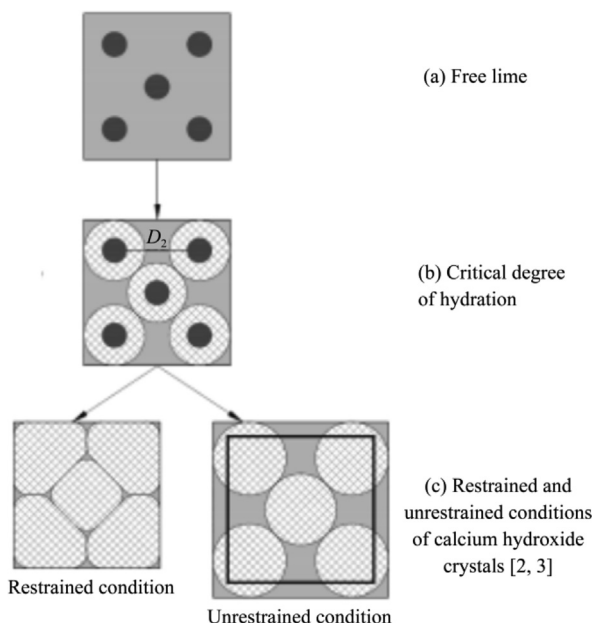 (a) Free lime
D₂
(b) Critical degree
of hydration
(c) Restrained and
unrestrained conditions
of calcium hydroxide
crystals [2, 3]
Restrained condition
Unrestrained condition